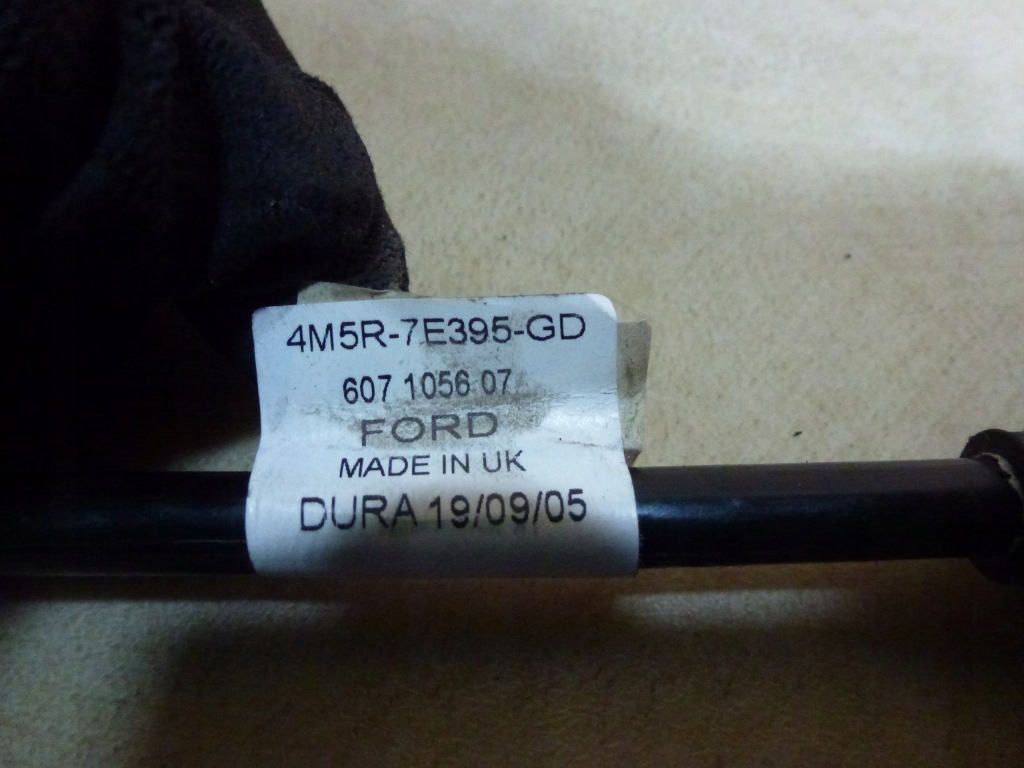 4M5R-7E395-GD
607 1056 07
FORD
MADE IN UK
DURA 19/09/05